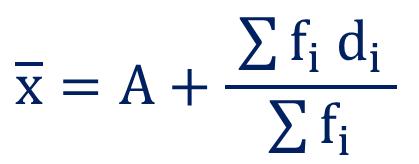 x̅ = A + ∑ fᵢ dᵢ / ∑ fᵢ